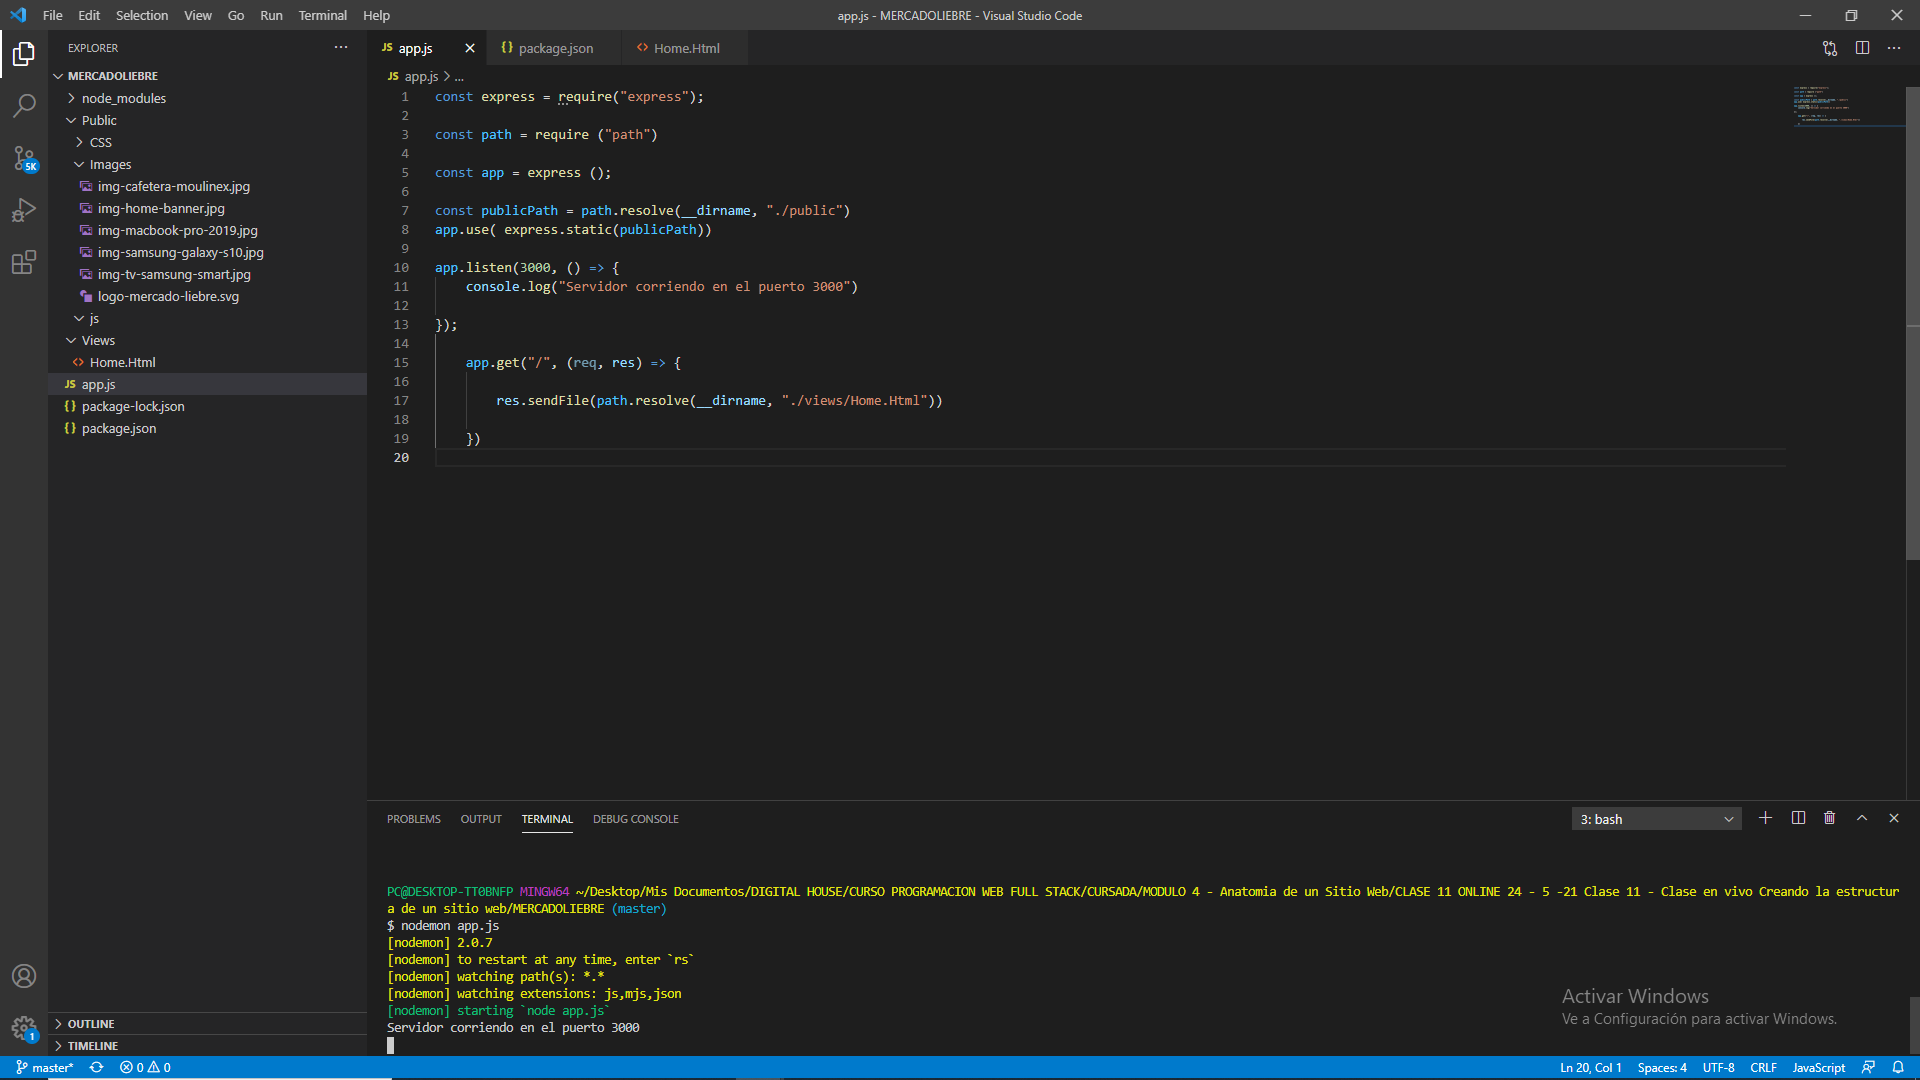 File Edit Selection View Go Run Terminal Help
app.js - MERCADOLIEBRE - Visual Studio Code
EXPLORER
MERCADOLIEBRE
node_modules
Public
CSS
Images
img-cafetera-moulinex.jpg
img-home-banner.jpg
img-macbook-pro-2019.jpg
img-samsung-galaxy-s10.jpg
img-tv-samsung-smart.jpg
logo-mercado-liebre.svg
js
Views
<> Home.Html
JS app.js
{} package-lock.json
{} package.json
OUTLINE
TIMELINE
5K
1
JS app.js {} package.json <> Home.Html
JS app.js > ...
1 const express = require("express");
2
3 const path = require ("path")
4
5 const app = express ();
6
7 const publicPath = path.resolve(__dirname, "./public")
8 app.use( express.static(publicPath))
9
10 app.listen(3000, () => {
11 console.log("Servidor corriendo en el puerto 3000")
12
13 });
14
15 app.get("/", (req, res) => {
16
17 res.sendFile(path.resolve(__dirname, "./views/Home.Html"))
18
19 })
20
PROBLEMS OUTPUT TERMINAL DEBUG CONSOLE
3: bash
PC@DESKTOP-TT0BNFP MINGW64 ~/Desktop/Mis Documentos/DIGITAL HOUSE/CURSO PROGRAMACION WEB FULL STACK/CURSADA/MODULO 4 - Anatomia de un Sitio Web/CLASE 11 ONLINE 24 - 5 -21 Clase 11 - Clase en vivo Creando la estructur
a de un sitio web/MERCADOLIEBRE (master)
$ nodemon app.js
[nodemon] 2.0.7
[nodemon] to restart at any time, enter `rs`
[nodemon] watching path(s): *.*
[nodemon] watching extensions: js,mjs,json
[nodemon] starting `node app.js`
Servidor corriendo en el puerto 3000
Activar Windows
Ve a Configuración para activar Windows.
master* 0 0
Ln 20, Col 1 Spaces: 4 UTF-8 CRLF JavaScript